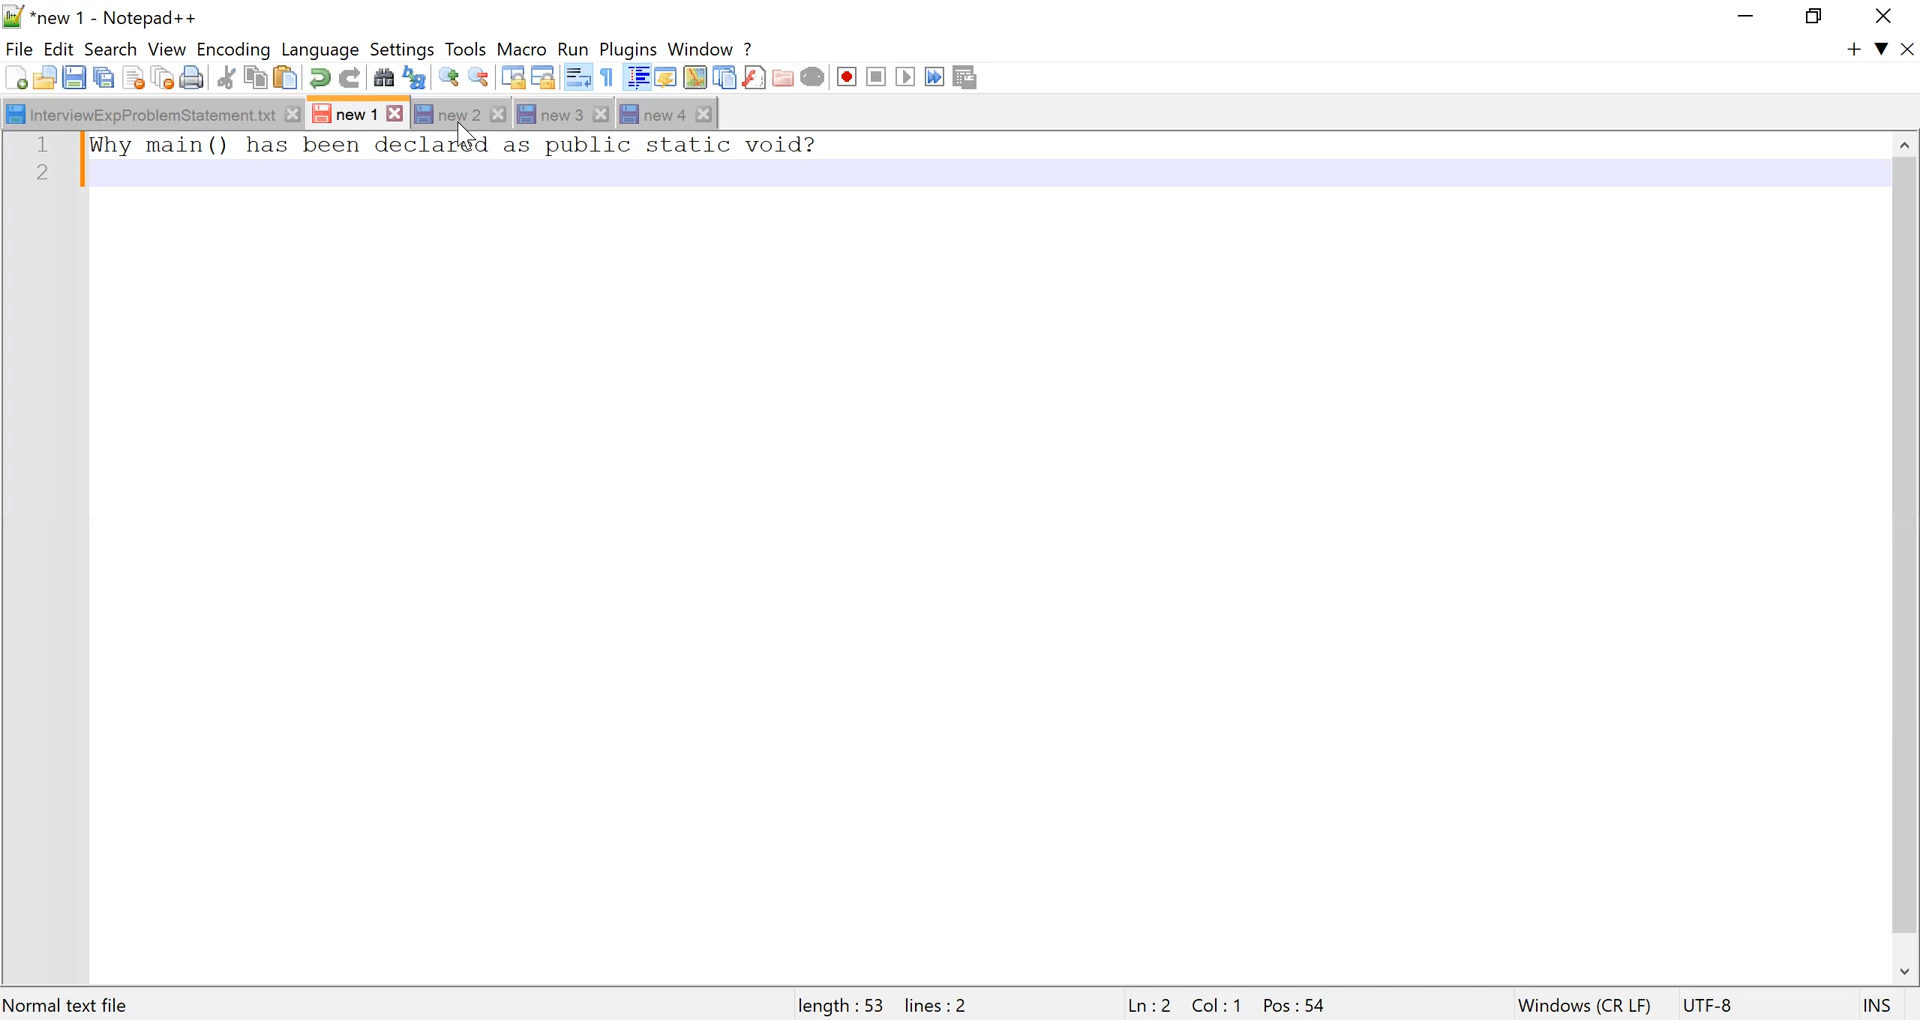 *new 1 - Notepad++
File Edit Search View Encoding Language Settings Tools Macro Run Plugins Window ?
InterviewExpProblemStatement.txt new 1 new 2 new 3 new 4
1 Why main() has been declared as public static void?
2
Normal text file length : 53 lines : 2 Ln : 2 Col : 1 Pos : 54 Windows (CR LF) UTF-8 INS